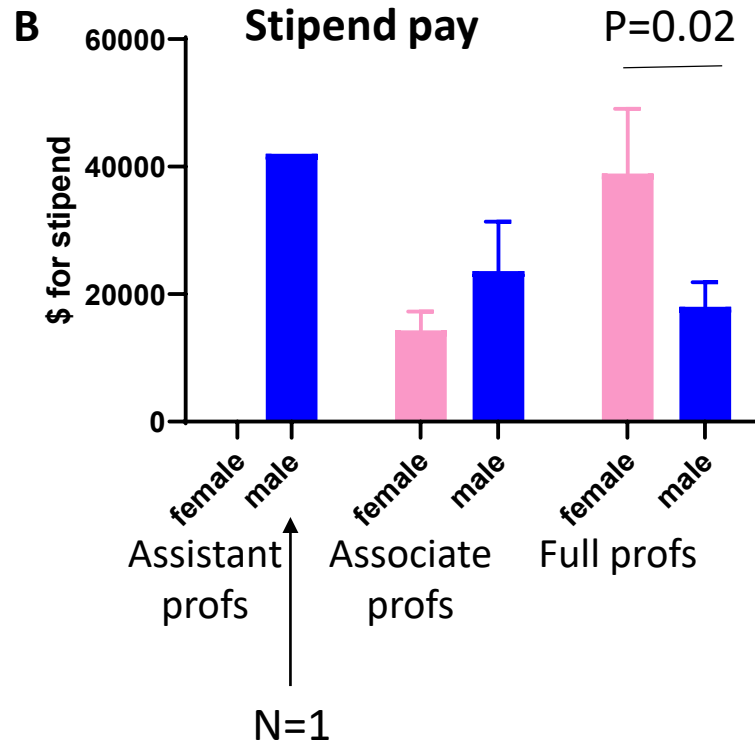 B
Stipend pay
P=0.02
$ for stipend
60000
40000
20000
0
female
male
female
male
female
male
Assistant
profs
Associate
profs
Full profs
N=1